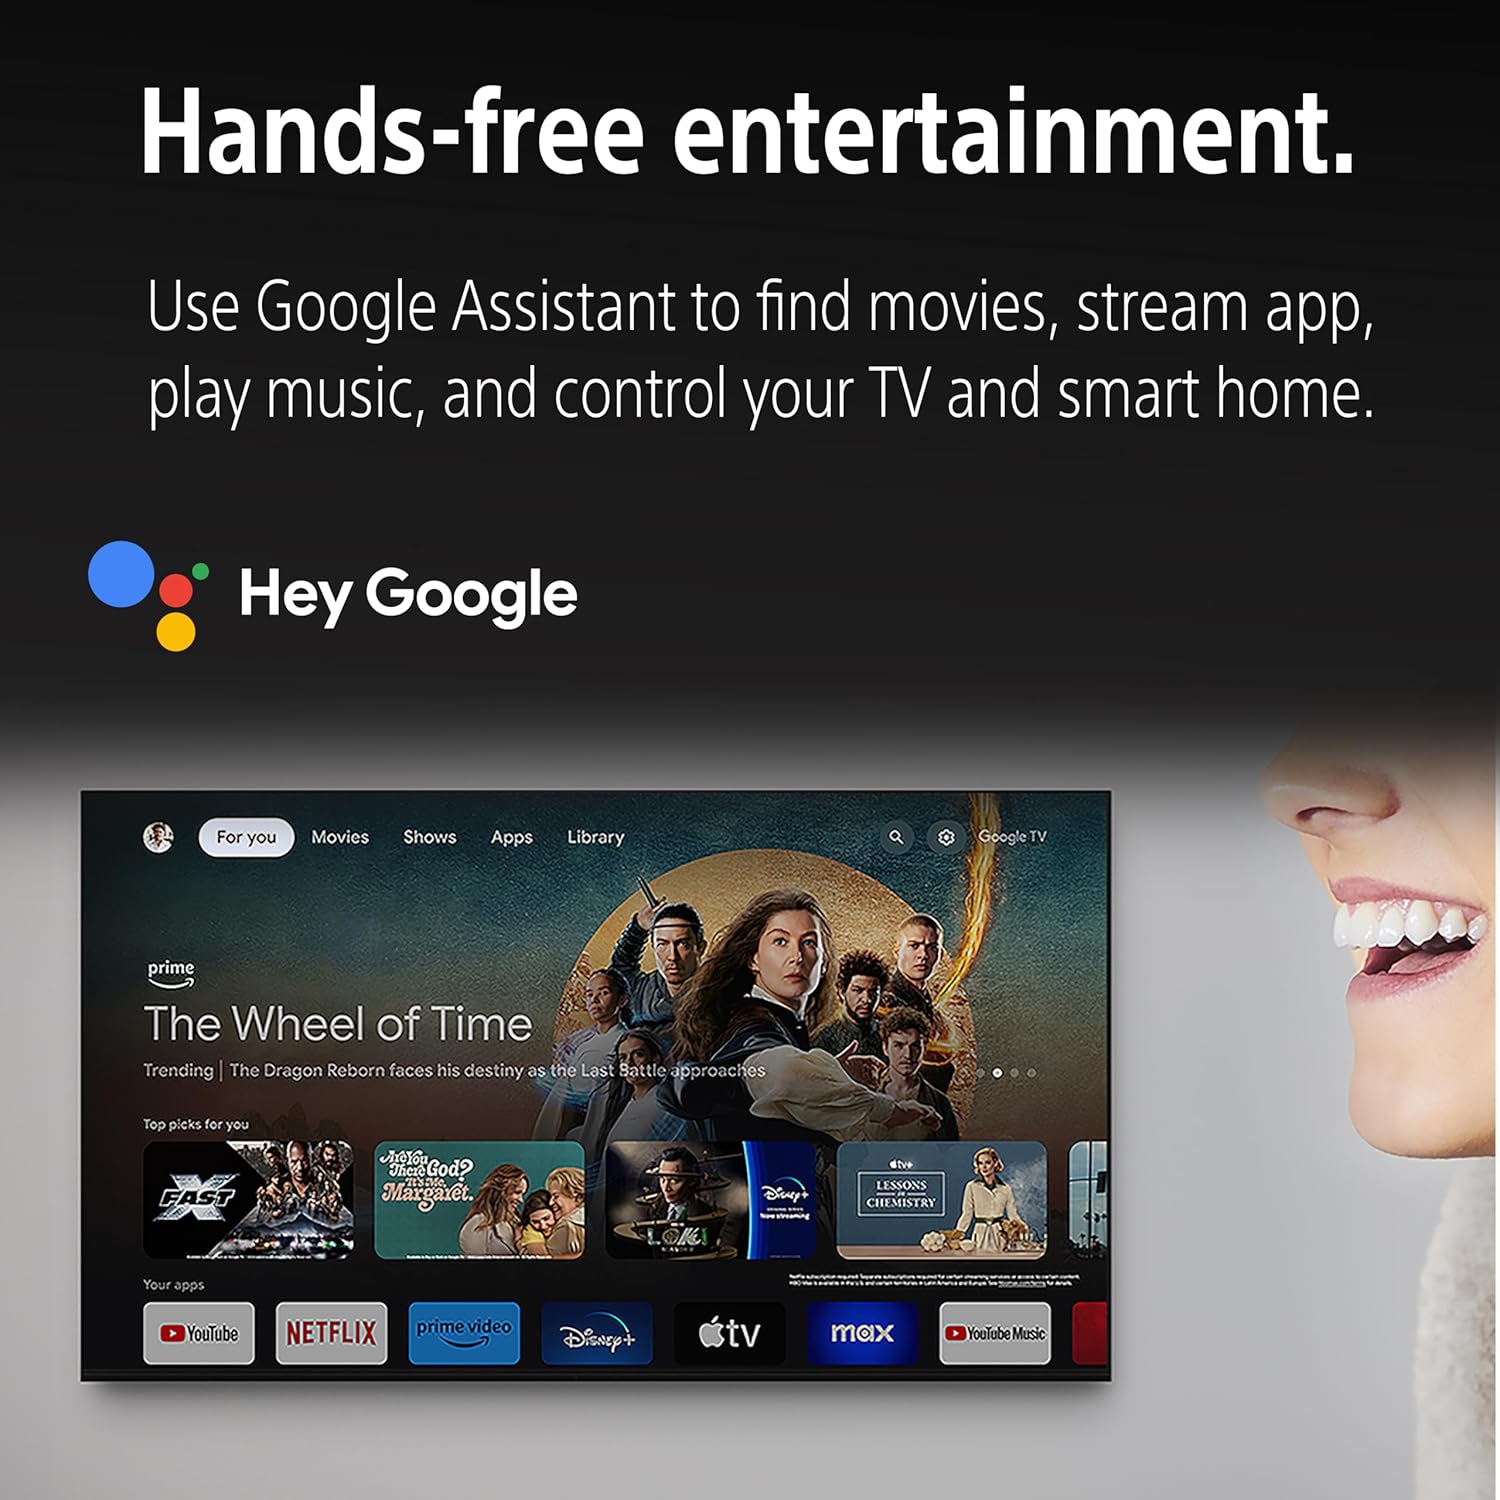 Hands-free entertainment.
Use Google Assistant to find movies, stream app,
play music, and control your TV and smart home.
Hey Google
For you Movies Shows Apps Library Google TV
prime
The Wheel of Time
Trending | The Dragon Reborn faces his destiny as the Last Battle approaches
Top picks for you
FAST X
Are You
There God?
It's Me,
Margaret.
LOKI
Disney+
Now streaming
tv+
LESSONS
in
CHEMISTRY
Your apps
YouTube NETFLIX prime video Disney+ tv max YouTube Music